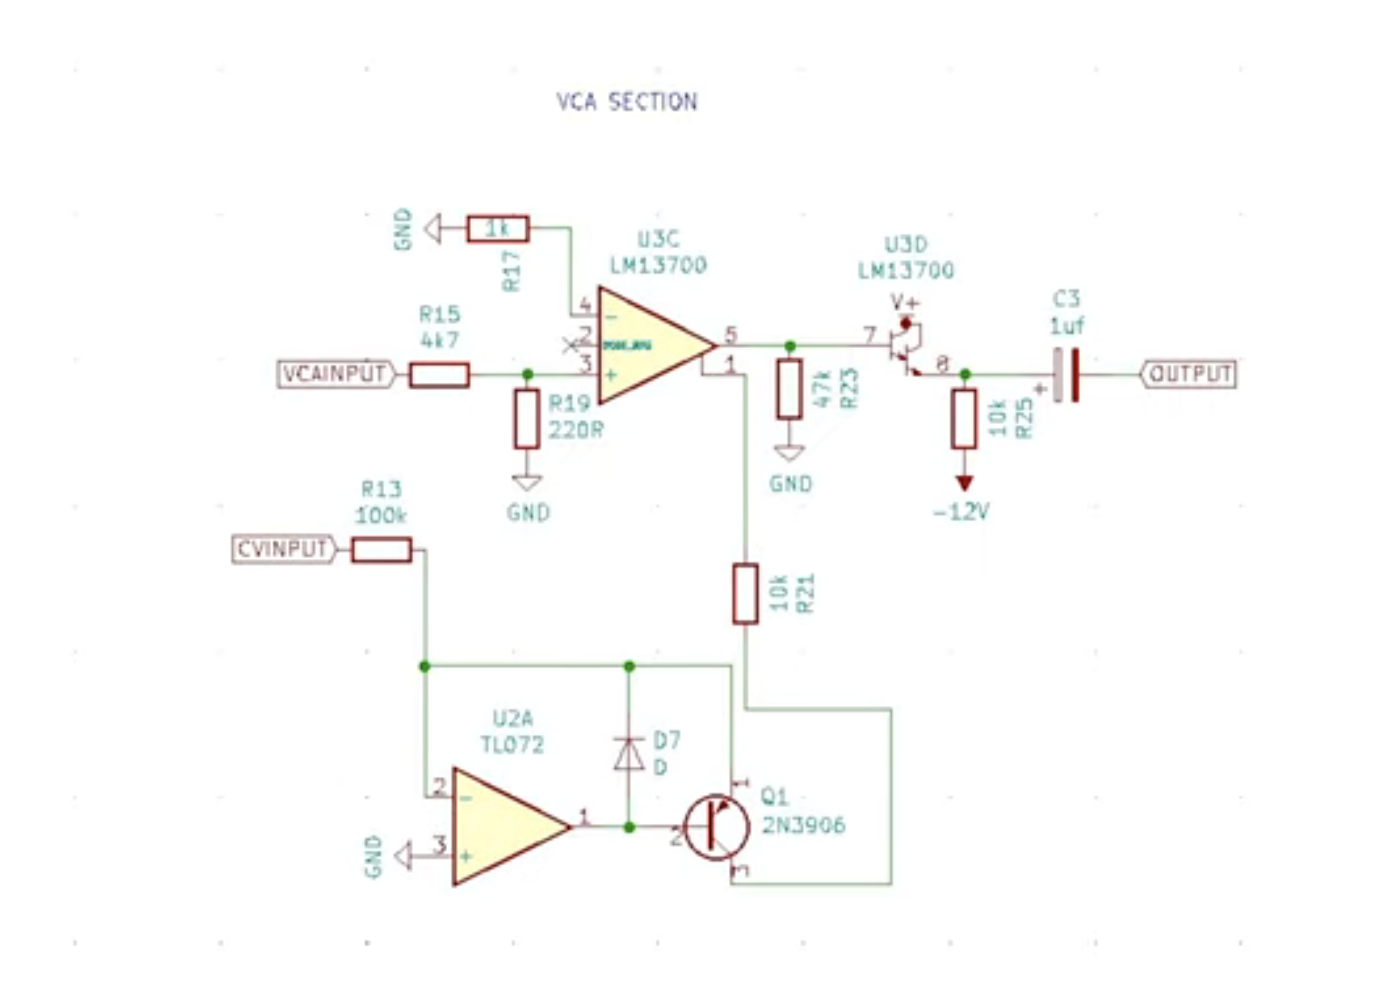 VCA SECTION
GND
1k
R17
U3C
LM13700
U3D
LM13700
V+
C3
1uf
R15
4k7
VCAINPUT
4
2
3
5
1
7
8
+
OUTPUT
R19
220R
GND
47k
R23
GND
10k
R25
-12V
R13
100k
CVINPUT
10k
R21
U2A
TL072
D7
D
2
3
1
GND
1
2
3
Q1
2N3906